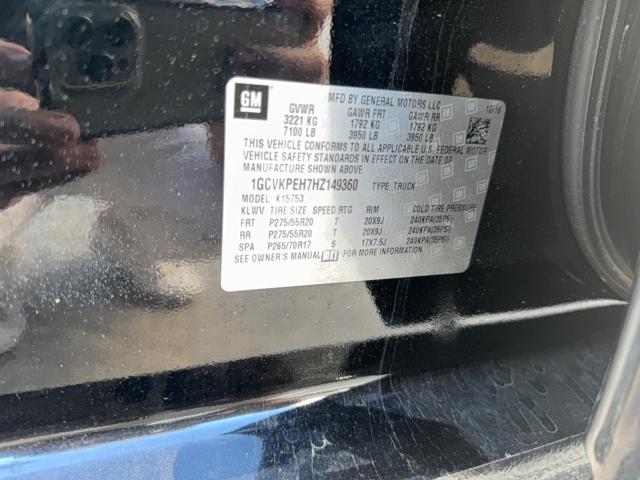 GM
MFD BY GENERAL MOTORS LLC
10/16
GVWR GAWR FRT GAWR RR
3221 KG 1792 KG 1792 KG
7100 LB 3950 LB 3950 LB
THIS VEHICLE CONFORMS TO ALL APPLICABLE U.S. FEDERAL MOTOR
VEHICLE SAFETY STANDARDS IN EFFECT ON THE DATE OF
MANUFACTURE SHOWN ABOVE.
1GCVKPEH7HZ149360 TYPE: TRUCK
MODEL: K15753
KLWV TIRE SIZE SPEED RTG RIM COLD TIRE PRESSURE
FRT P275/55R20 T 20X9J 240KPA(35PSI)
RR P275/55R20 T 20X9J 240KPA(35PSI)
SPA P265/70R17 S 17X7.5J 240KPA(35PSI)
SEE OWNER'S MANUAL FOR MORE INFORMATION.